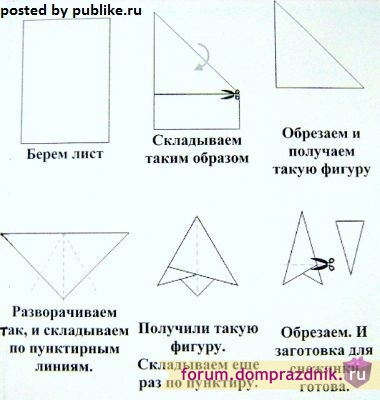 posted by publike.ru
Берем лист
Складываем
таким образом
Обрезаем и
получаем
такую фигуру
Разворачиваем
так, и складываем
по пунктирным
линиям.
Получили такую
фигуру.
Складываем еще
раз по пунктиру.
Обрезаем. И
заготовка для
снежинки
готова.
forum.domprazdnik.ru